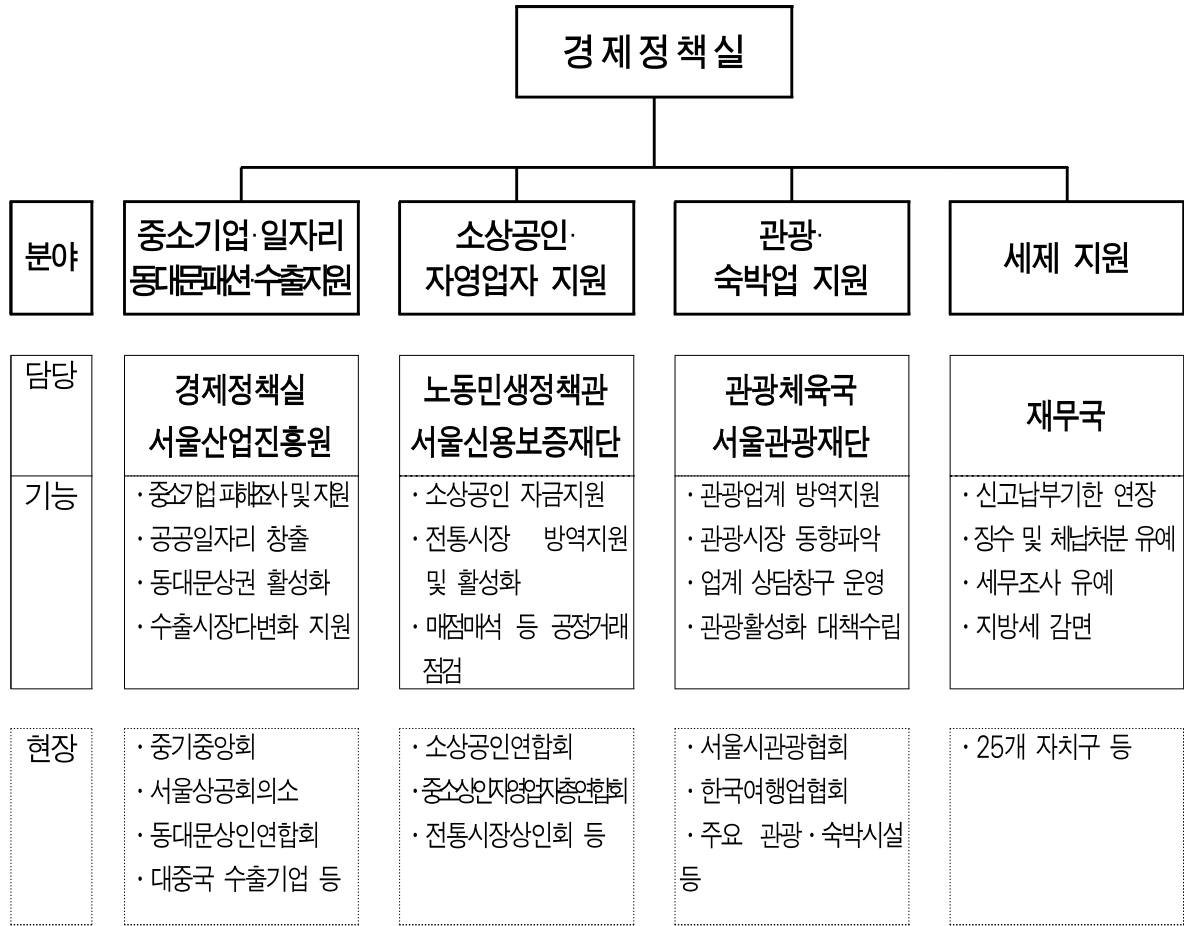 경제정책실
분야
중소기업·일자리
동대문패션·수출지원
소상공인·
자영업자 지원
관광·
숙박업 지원
세제 지원
담당
경제정책실
서울산업진흥원
노동민생정책관
서울신용보증재단
관광체육국
서울관광재단
재무국
기능
·중소기업 피해조사 및 지원
·공공일자리 창출
·동대문상권 활성화
·수출시장다변화 지원
·소상공인 자금지원
·전통시장 방역지원
및 활성화
·매점매석 등 공정거래
점검
·관광업계 방역지원
·관광시장 동향파악
·업계 상담창구 운영
·관광활성화 대책수립
·신고납부기한 연장
·징수 및 체납처분 유예
·세무조사 유예
·지방세 감면
현장
·중기중앙회
·서울상공회의소
·동대문상인연합회
·대중국 수출기업 등
·소상공인연합회
·중소상인자영업자총연합회
·전통시장상인회 등
·서울시관광협회
·한국여행업협회
·주요 관광·숙박시설
등
·25개 자치구 등